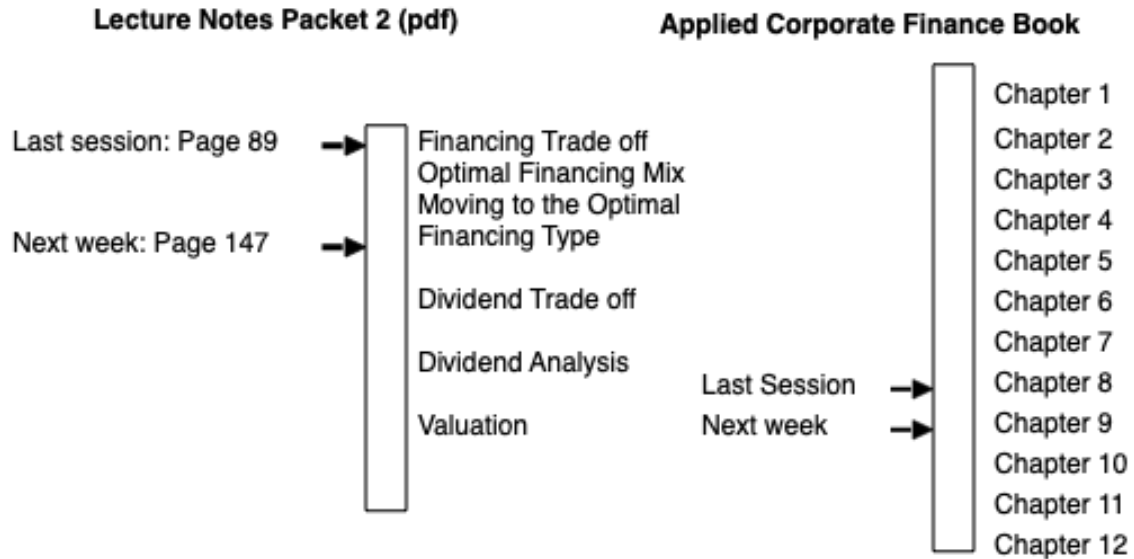 Lecture Notes Packet 2 (pdf)
Last session: Page 89
Next week: Page 147
Financing Trade off
Optimal Financing Mix
Moving to the Optimal
Financing Type
Dividend Trade off
Dividend Analysis
Valuation
Applied Corporate Finance Book
Last Session
Next week
Chapter 1
Chapter 2
Chapter 3
Chapter 4
Chapter 5
Chapter 6
Chapter 7
Chapter 8
Chapter 9
Chapter 10
Chapter 11
Chapter 12